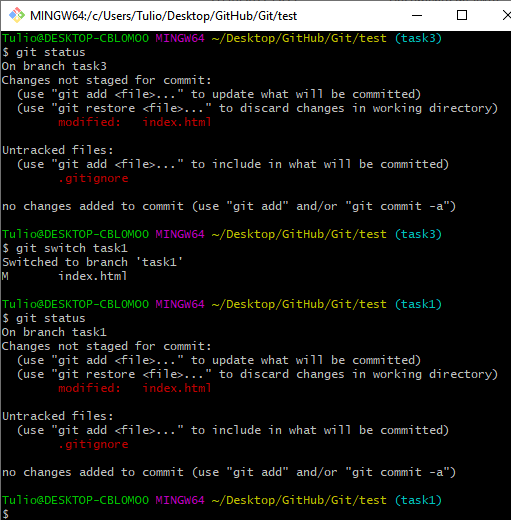 MINGW64:/c/Users/Tulio/Desktop/GitHub/Git/test
Tulio@DESKTOP-CBLOMOO MINGW64 ~/Desktop/GitHub/Git/test (task3)
$ git status
On branch task3
Changes not staged for commit:
  (use "git add <file>..." to update what will be committed)
  (use "git restore <file>..." to discard changes in working directory)
        modified:   index.html

Untracked files:
  (use "git add <file>..." to include in what will be committed)
        .gitignore

no changes added to commit (use "git add" and/or "git commit -a")

Tulio@DESKTOP-CBLOMOO MINGW64 ~/Desktop/GitHub/Git/test (task3)
$ git switch task1
Switched to branch 'task1'
M       index.html

Tulio@DESKTOP-CBLOMOO MINGW64 ~/Desktop/GitHub/Git/test (task1)
$ git status
On branch task1
Changes not staged for commit:
  (use "git add <file>..." to update what will be committed)
  (use "git restore <file>..." to discard changes in working directory)
        modified:   index.html

Untracked files:
  (use "git add <file>..." to include in what will be committed)
        .gitignore

no changes added to commit (use "git add" and/or "git commit -a")

Tulio@DESKTOP-CBLOMOO MINGW64 ~/Desktop/GitHub/Git/test (task1)
$